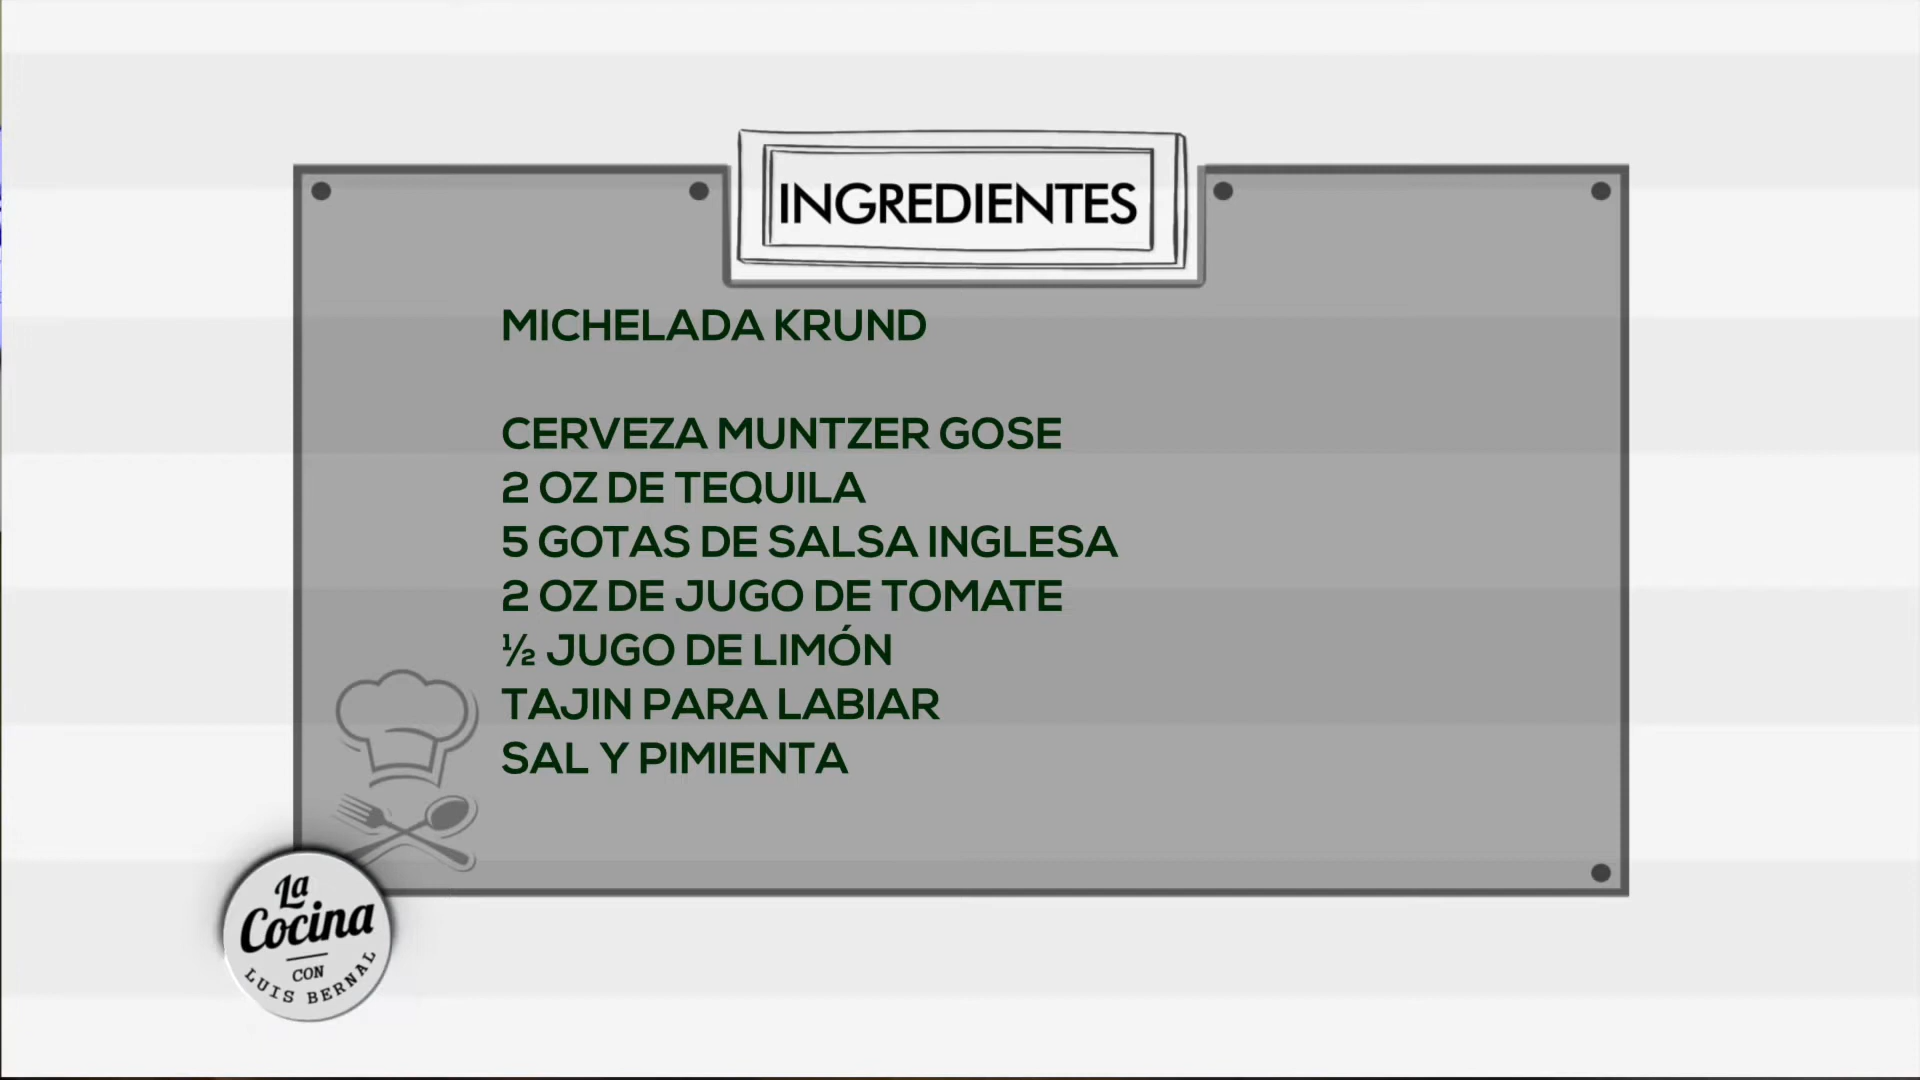 INGREDIENTES
MICHELADA KRUND
CERVEZA MUNTZER GOSE
2 OZ DE TEQUILA
5 GOTAS DE SALSA INGLESA
2 OZ DE JUGO DE TOMATE
½ JUGO DE LIMÓN
TAJIN PARA LABIAR
SAL Y PIMIENTA
La
Cocina
CON
LUIS BERNAL